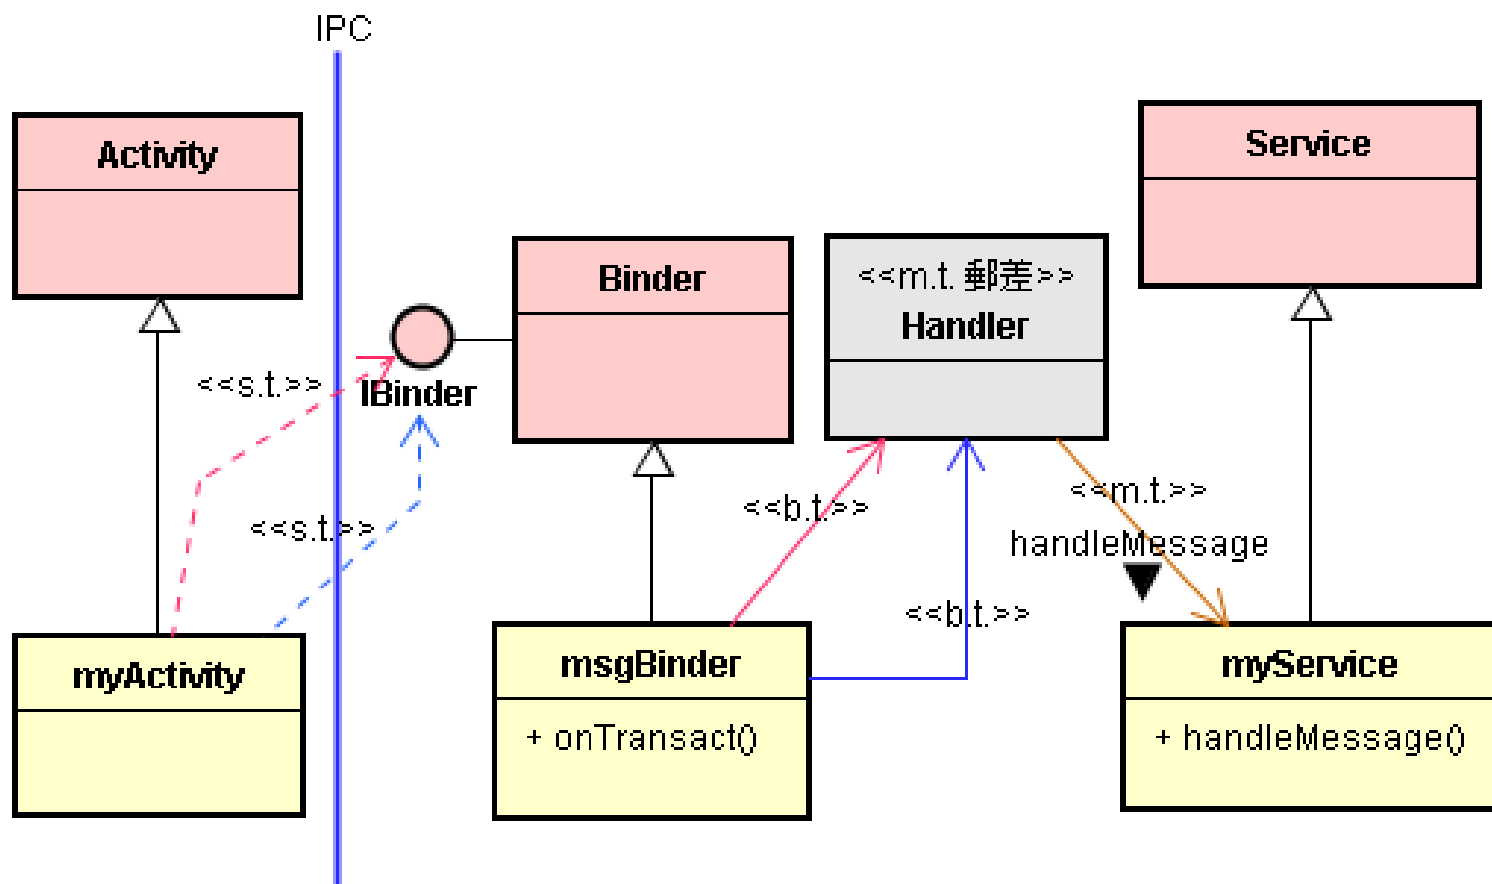 IPC
Activity
Service
Binder
<<m.t. 郵差>>
Handler
<<s.t.>>
IBinder
<<m.t.>>
<<b.t.>>
<<s.t.>>
handleMessage
<<b.t.>>
myActivity
msgBinder
+ onTransact()
myService
+ handleMessage()